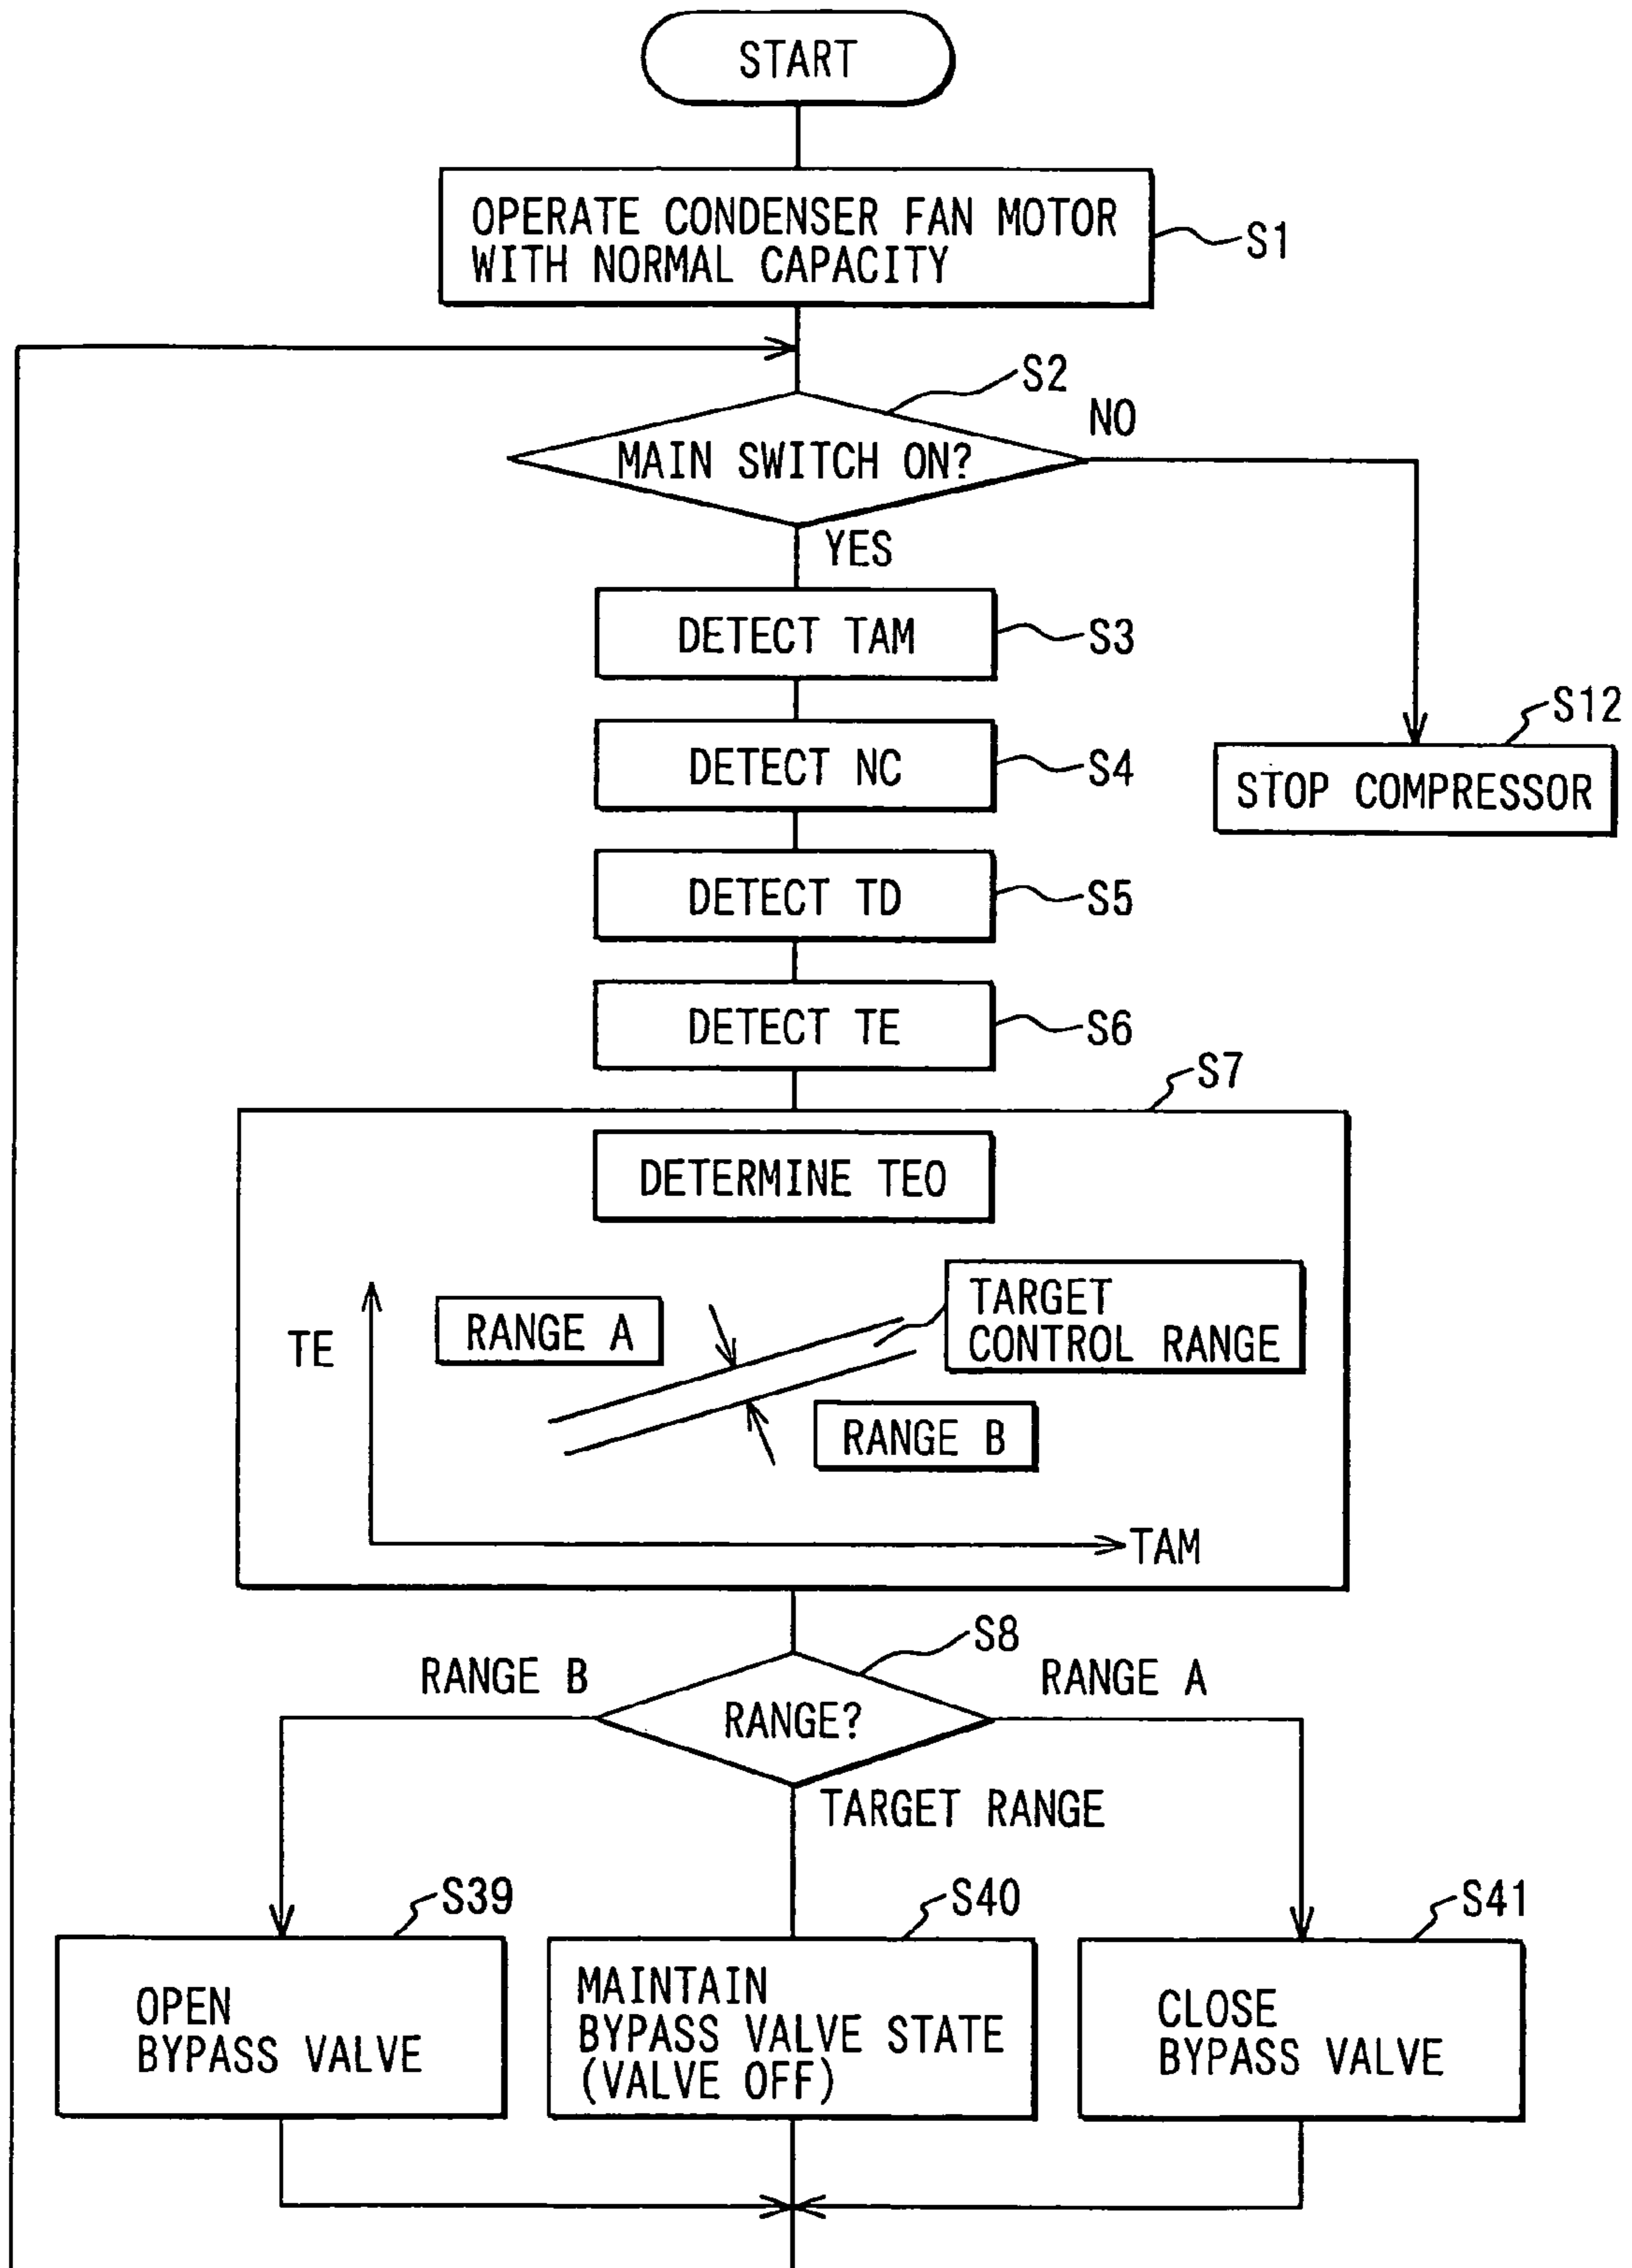 START
OPERATE CONDENSER FAN MOTOR
WITH NORMAL CAPACITY
S1
S2
NO
MAIN SWITCH ON?
YES
DETECT TAM
S3
S12
DETECT NC
S4
STOP COMPRESSOR
DETECT TD
S5
DETECT TE
S6
S7
DETERMINE TEO
TARGET
CONTROL RANGE
RANGE A
TE
RANGE B
TAM
S8
RANGE B
RANGE A
RANGE?
TARGET RANGE
S39
S40
S41
OPEN
BYPASS VALVE
MAINTAIN
BYPASS VALVE STATE
(VALVE OFF)
CLOSE
BYPASS VALVE